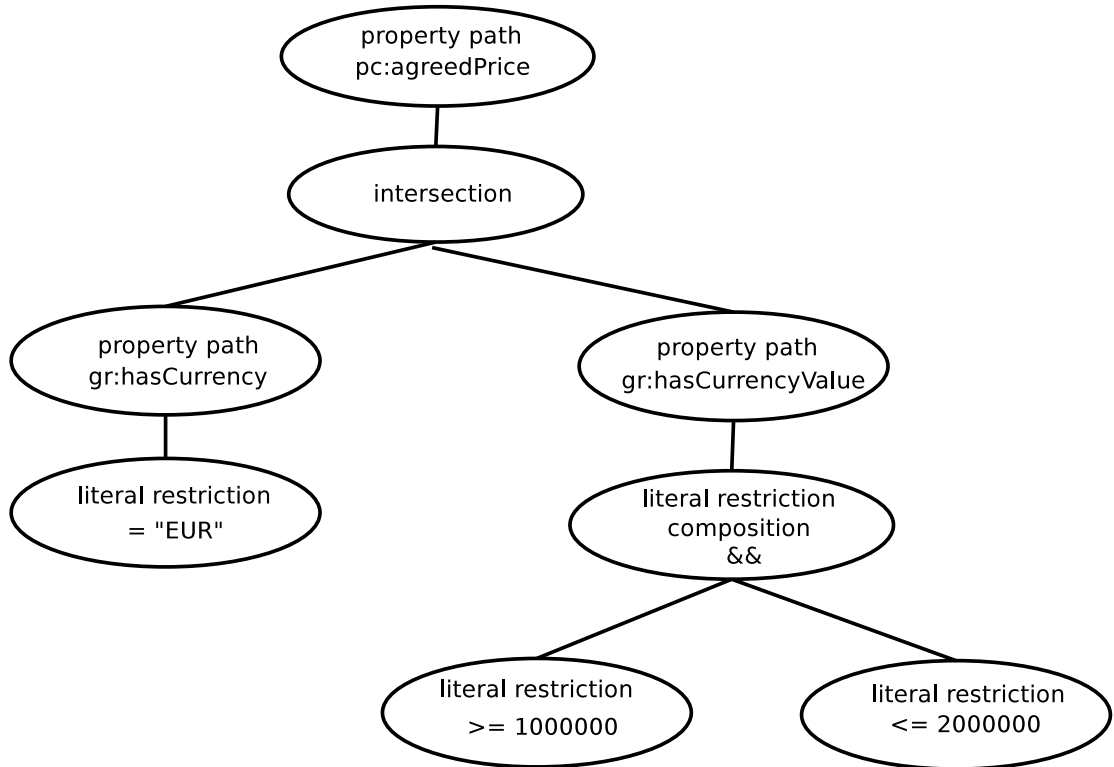 property path
pc:agreedPrice
intersection
property path
gr:hasCurrency
property path
gr:hasCurrencyValue
literal restriction
= "EUR"
literal restriction
composition
&&
literal restriction
>= 1000000
literal restriction
<= 2000000